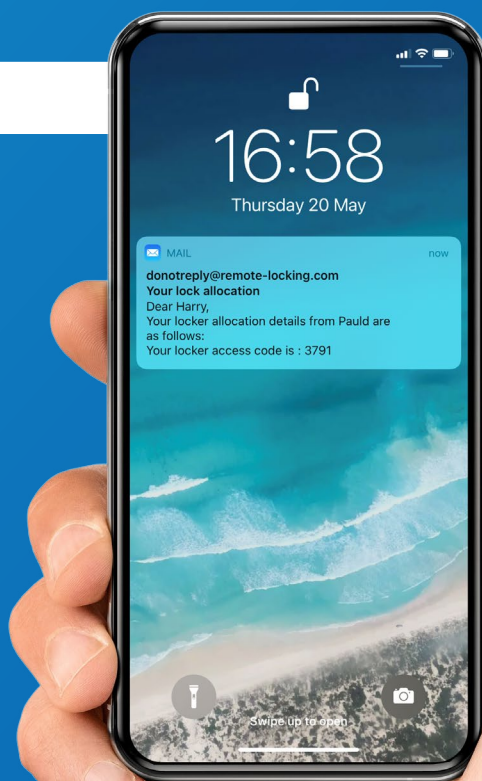 16:58
Thursday 20 May
MAIL
now
donotreply@remote-locking.com
Your lock allocation
Dear Harry,
Your locker allocation details from Pauld are
as follows:
Your locker access code is : 3791
Swipe up to open